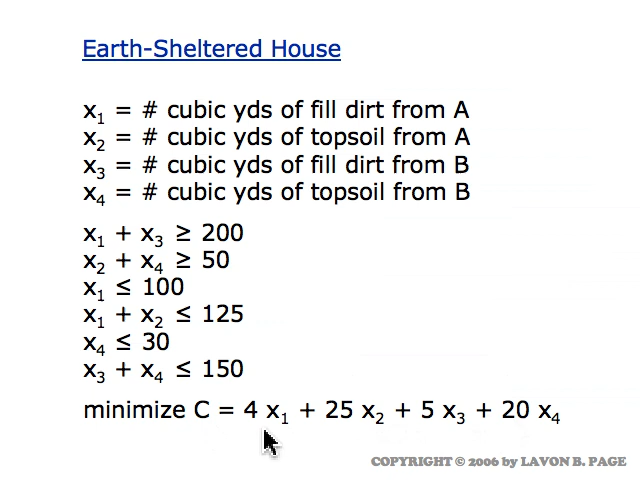 Earth-Sheltered House
x₁ = # cubic yds of fill dirt from A
x₂ = # cubic yds of topsoil from A
x₃ = # cubic yds of fill dirt from B
x₄ = # cubic yds of topsoil from B
x₁ + x₃ ≥ 200
x₂ + x₄ ≥ 50
x₁ ≤ 100
x₁ + x₂ ≤ 125
x₄ ≤ 30
x₃ + x₄ ≤ 150
minimize C = 4 x₁ + 25 x₂ + 5 x₃ + 20 x₄
COPYRIGHT © 2006 by LAVON B. PAGE